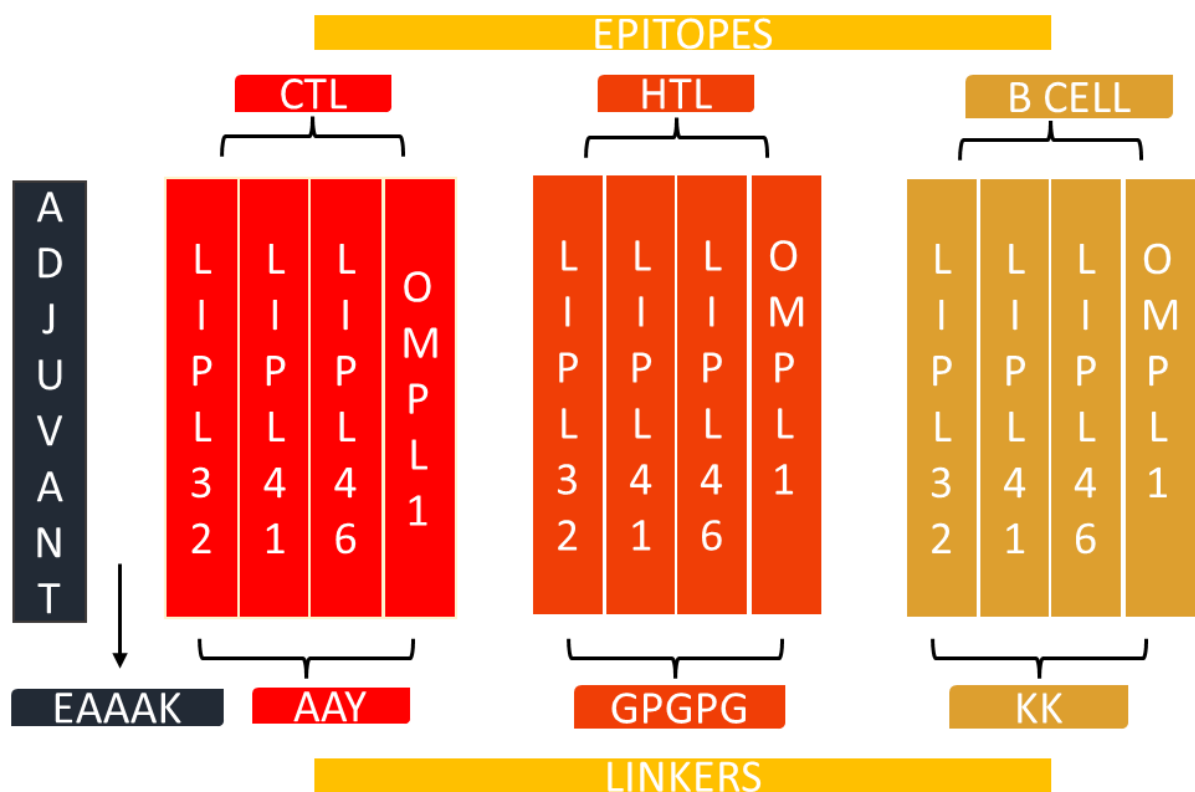 EPITOPES
CTL
HTL
B CELL
ADJUVANT
LIPL32
LIPL41
LIPL46
OMPL1
LIPL32
LIPL41
LIPL46
OMPL1
LIPL32
LIPL41
LIPL46
OMPL1
EAAAK
AAY
GPGPG
KK
LINKERS